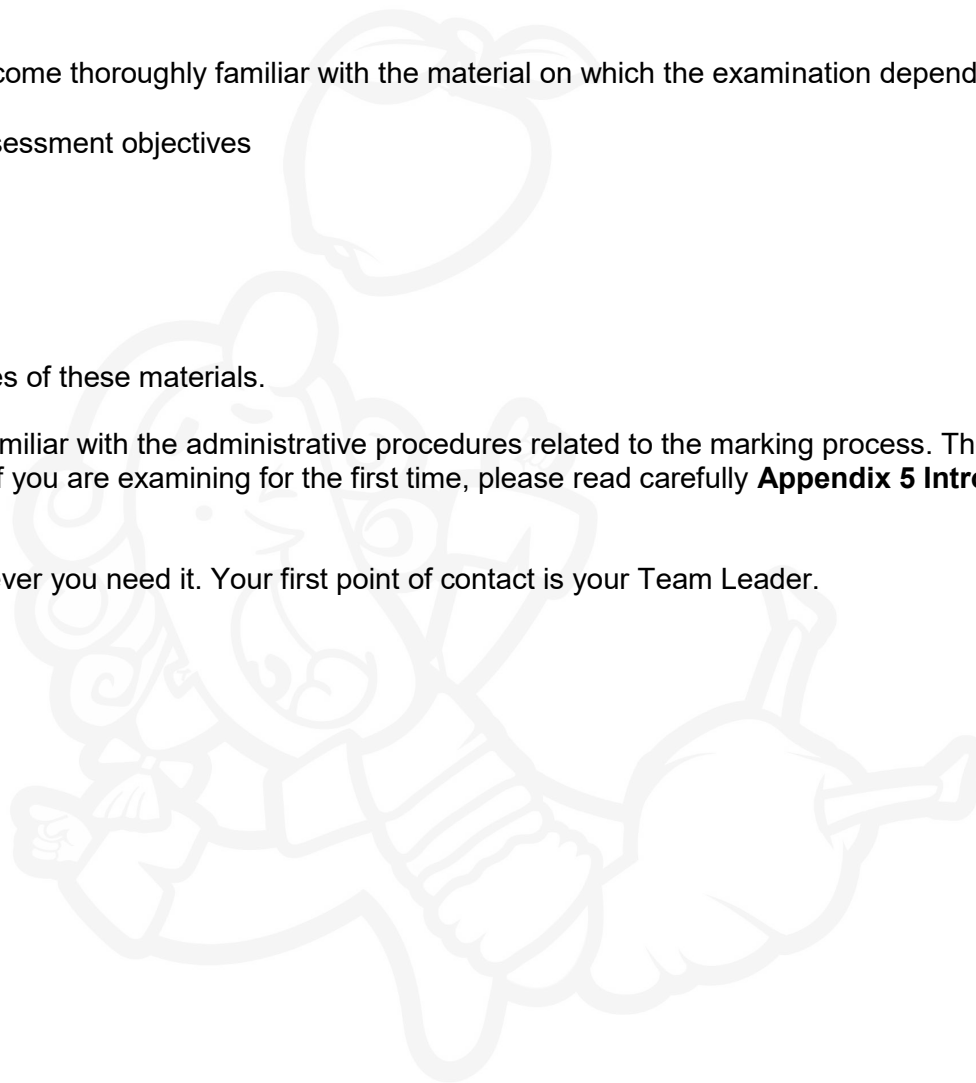 come thoroughly familiar with the material on which the examination depend
sessment objectives
es of these materials.
miliar with the administrative procedures related to the marking process. Th
f you are examining for the first time, please read carefully Appendix 5 Intr
ver you need it. Your first point of contact is your Team Leader.